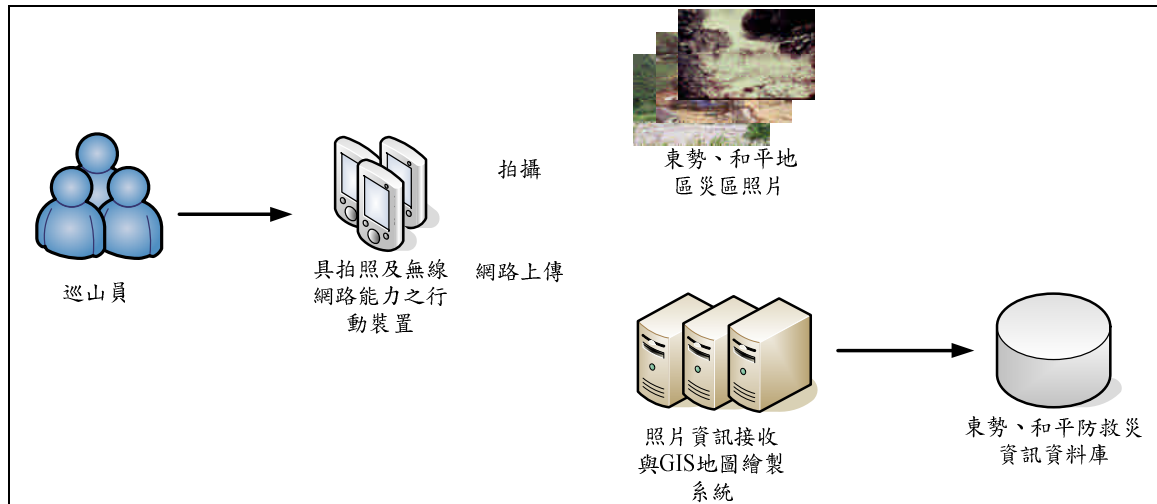 拍攝
東勢、和平地
區災區照片
巡山員
具拍照及無線
網路能力之行
動裝置
網路上傳
照片資訊接收
與GIS地圖繪製
系統
東勢、和平防救災
資訊資料庫